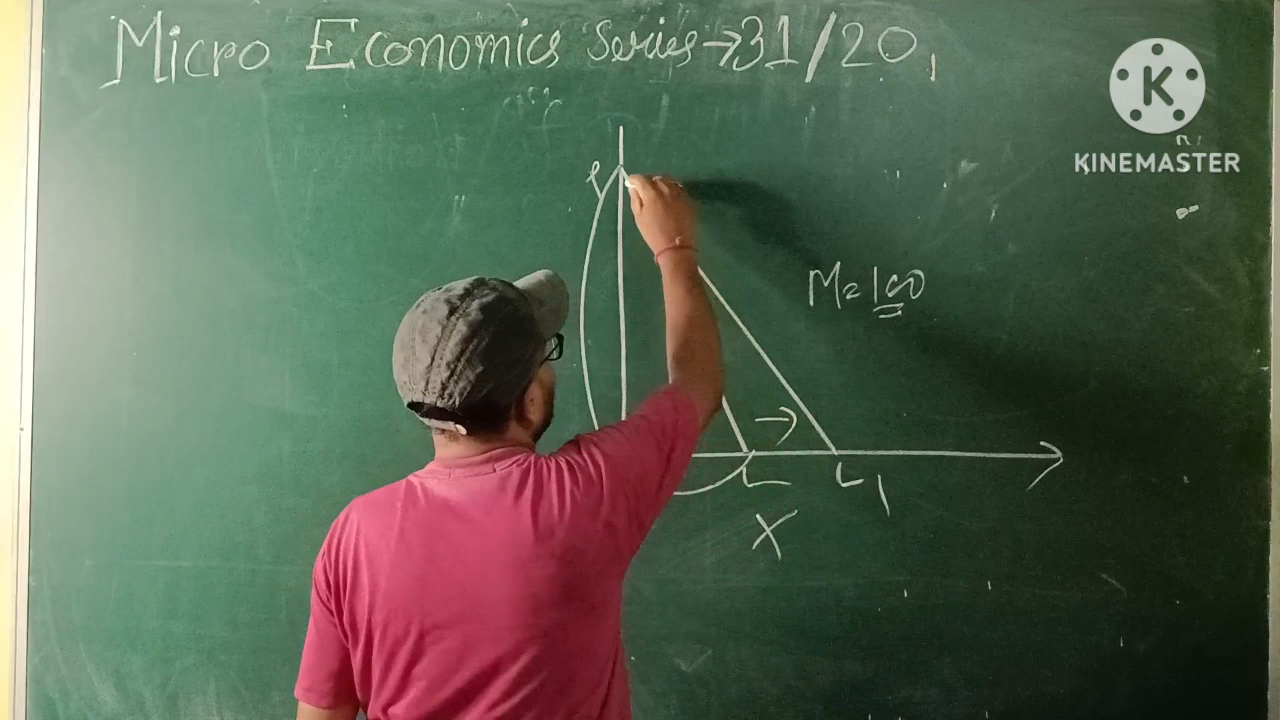 Micro Economics Series → 31/20
KINEMASTER
M = 100
L
L1
X